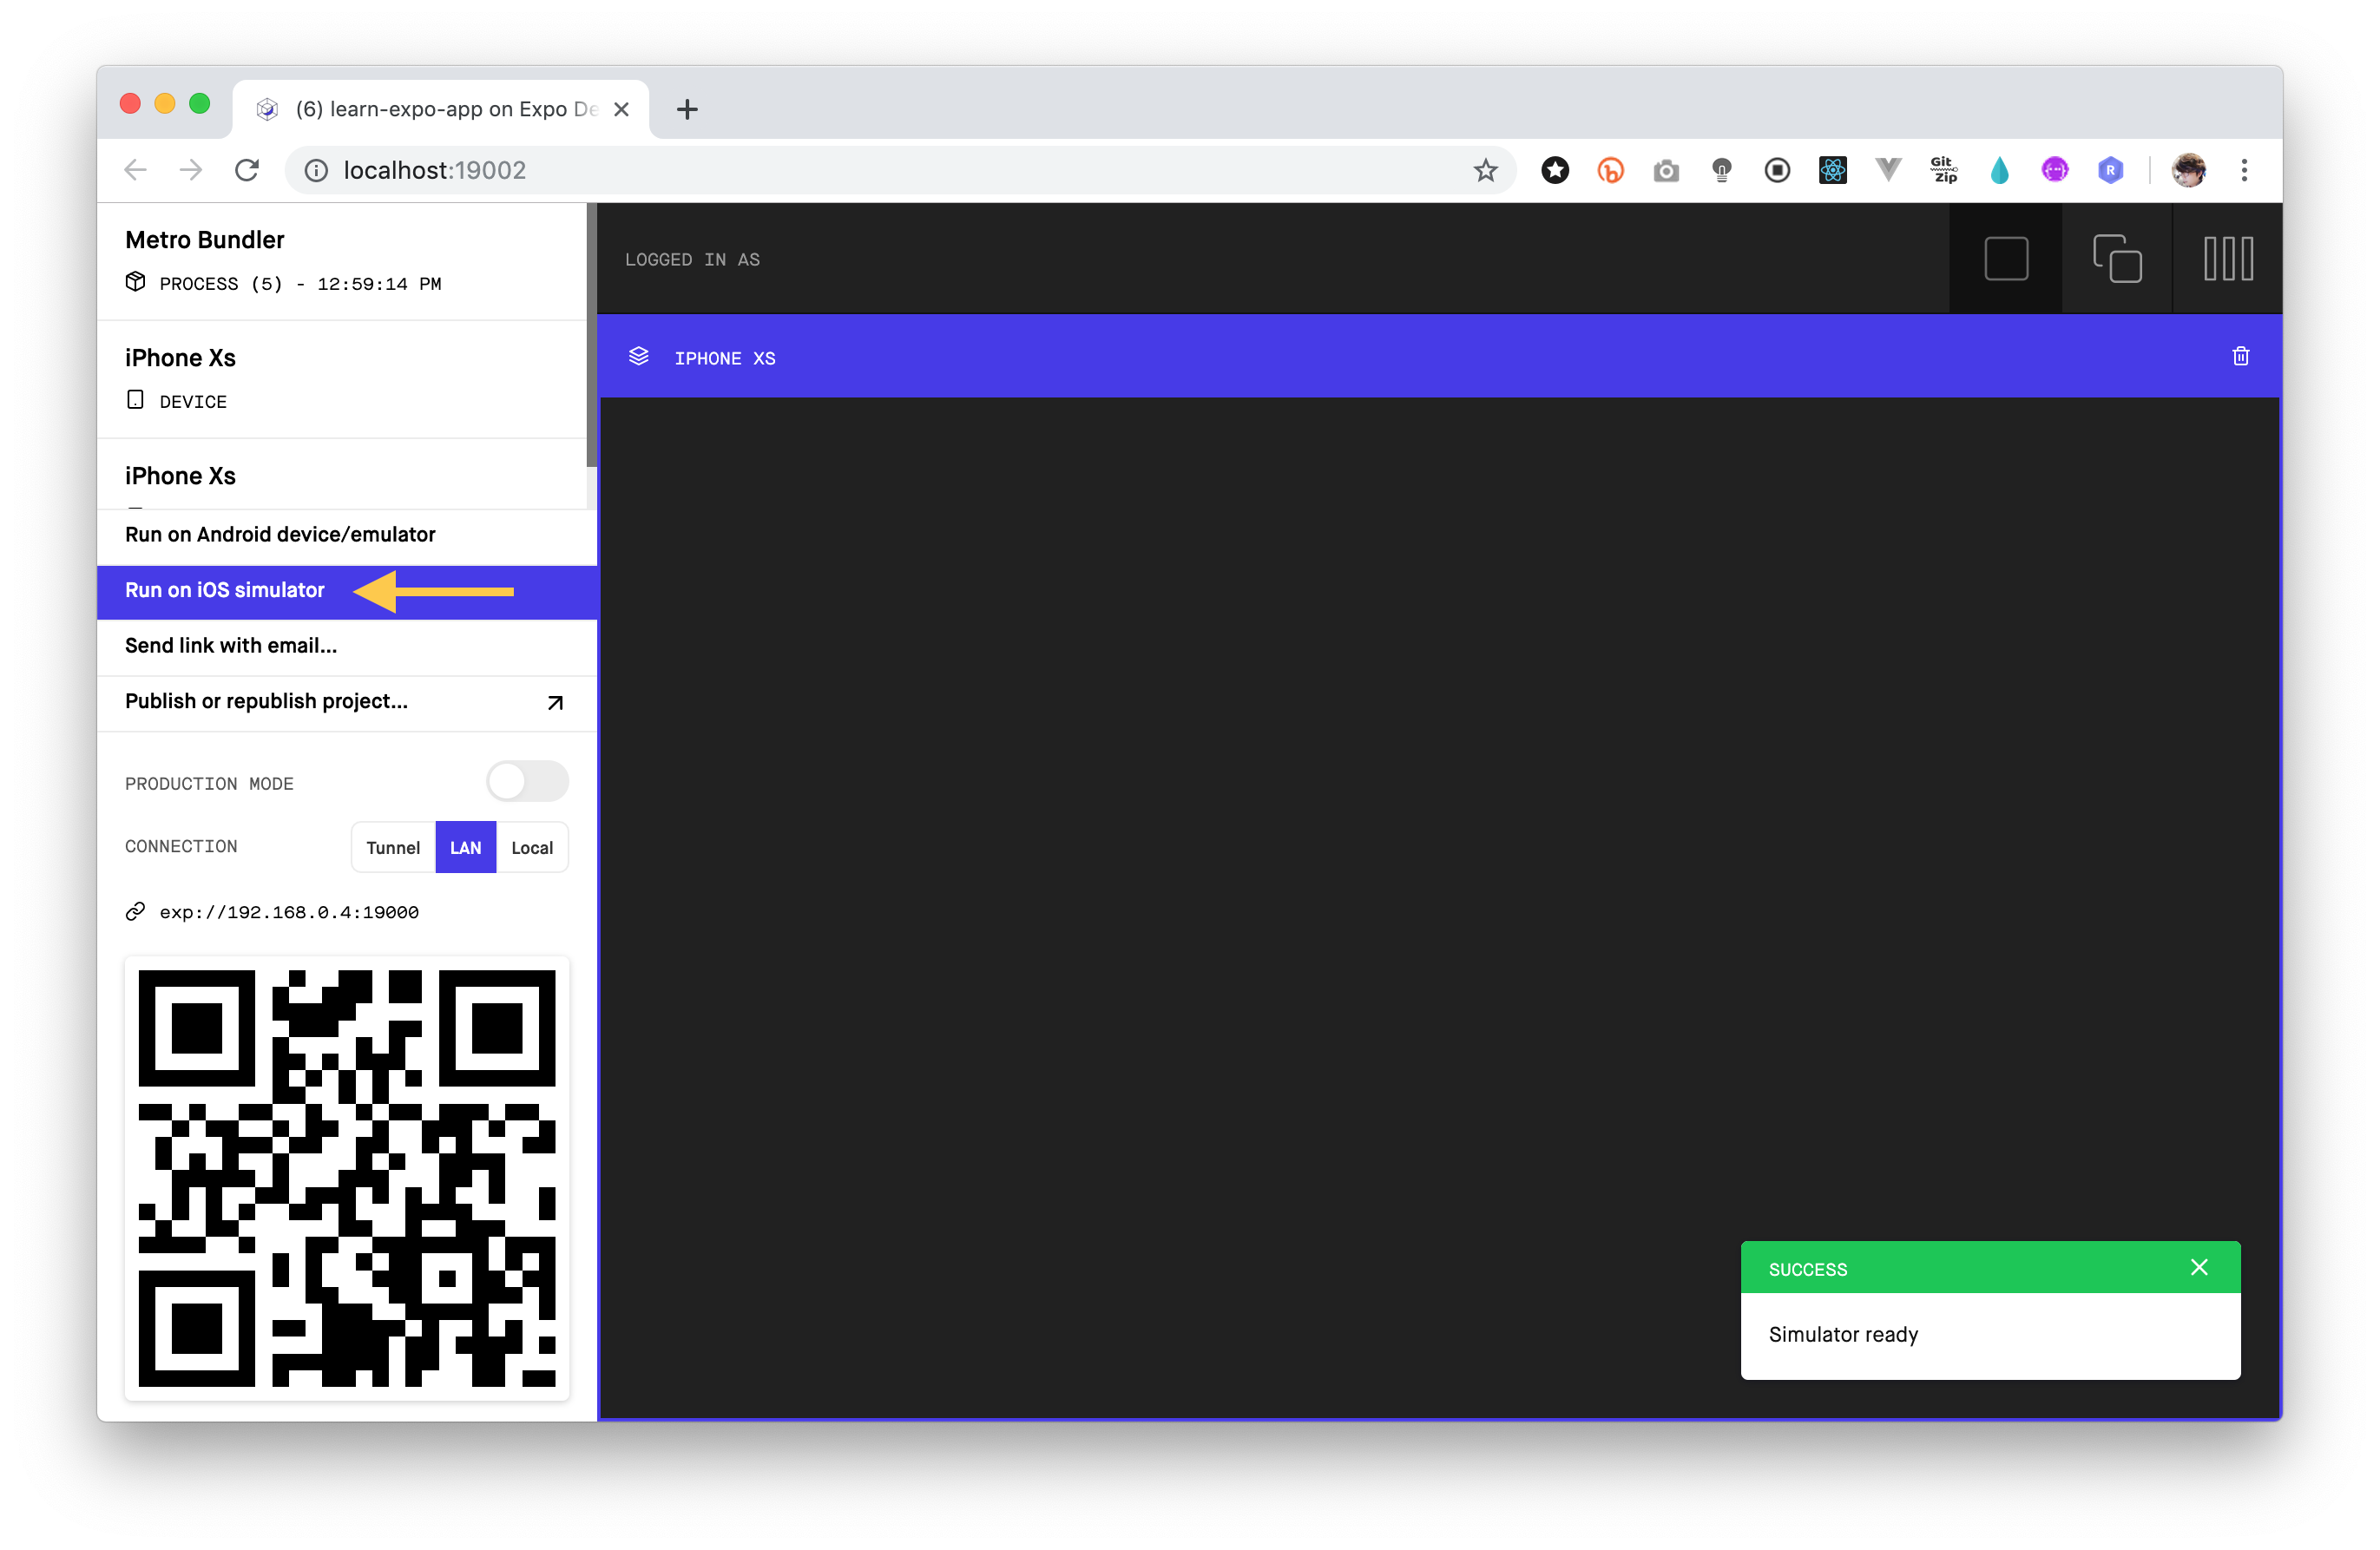 (6) learn-expo-app on Expo De
localhost:19002
Git
Zip
R
Metro Bundler
PROCESS (5) - 12:59:14 PM
iPhone Xs
DEVICE
iPhone Xs
Run on Android device/emulator
Run on iOS simulator
Send link with email...
Publish or republish project...
PRODUCTION MODE
CONNECTION
Tunnel
LAN
Local
exp://192.168.0.4:19000
LOGGED IN AS
IPHONE XS
SUCCESS
Simulator ready